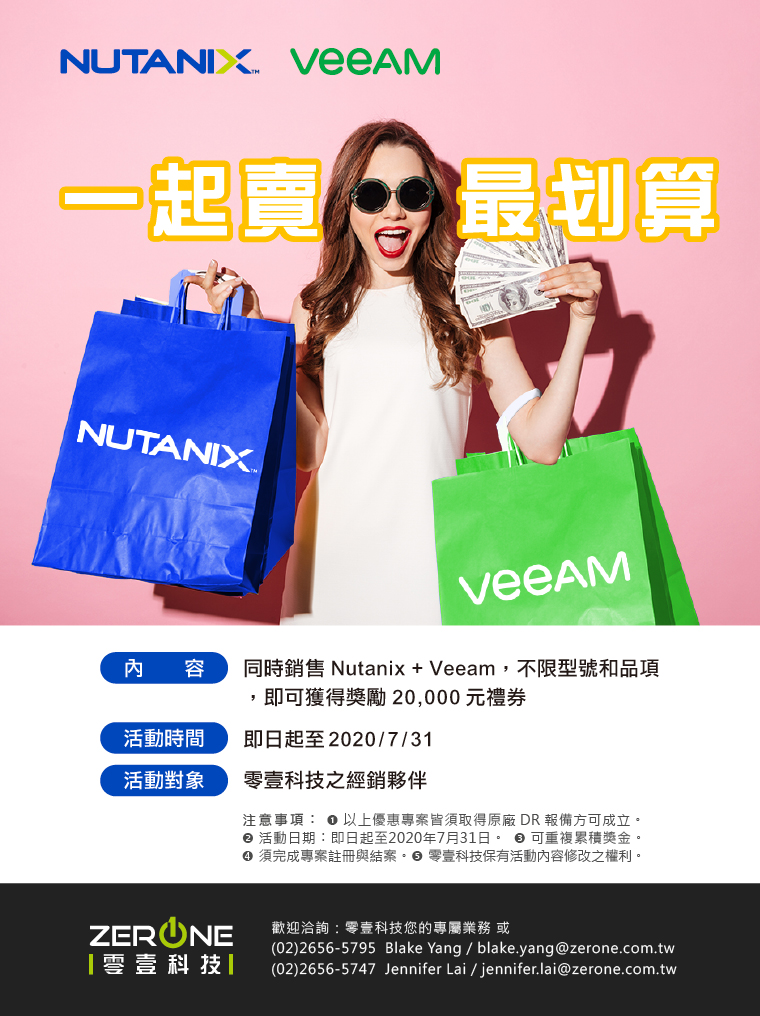 NUTANIX™ veeAM
一起賣 最划算
NUTANIX™
veeAM
內 容 同時銷售 Nutanix + Veeam，不限型號和品項
，即可獲得獎勵 20,000 元禮券
活動時間 即日起至2020/7/31
活動對象 零壹科技之經銷夥伴
注意事項： ❶ 以上優惠專案皆須取得原廠 DR 報備方可成立。
❷ 活動日期：即日起至2020年7月31日。 ❸ 可重複累積獎金。
❹ 須完成專案註冊與結案。❺ 零壹科技保有活動內容修改之權利。
ZERONE
零壹科技
歡迎洽詢：零壹科技您的專屬業務 或
(02)2656-5795 Blake Yang / blake.yang@zerone.com.tw
(02)2656-5747 Jennifer Lai / jennifer.lai@zerone.com.tw